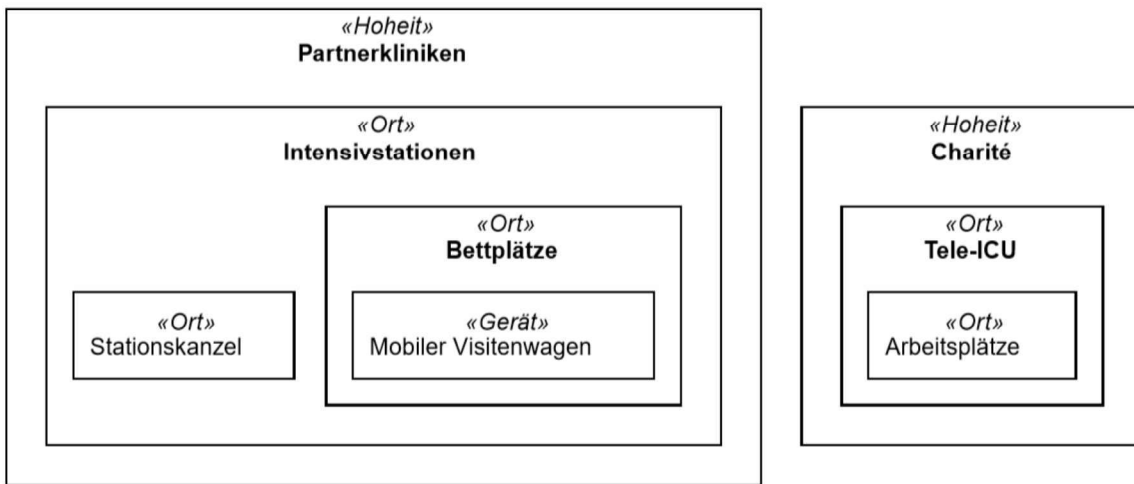 «Hoheit»
Partnerkliniken
«Ort»
Intensivstationen
«Ort»
Stationskanzel
«Ort»
Bettplätze
«Gerät»
Mobiler Visitenwagen
«Hoheit»
Charité
«Ort»
Tele-ICU
«Ort»
Arbeitsplätze